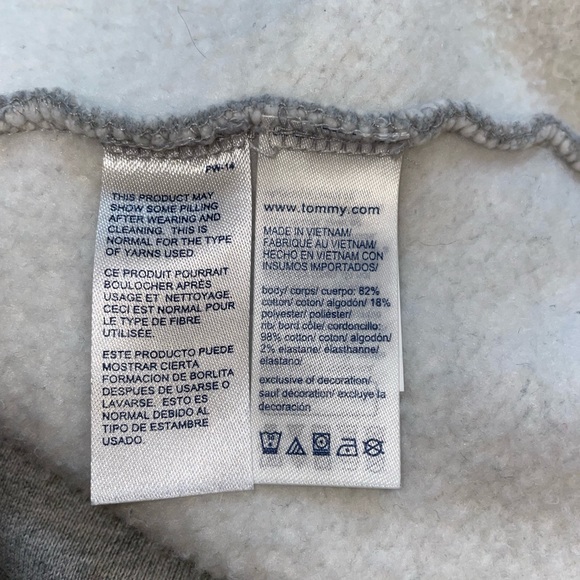 PW-14
THIS PRODUCT MAY
SHOW SOME PILLING
AFTER WEARING AND
CLEANING. THIS IS
NORMAL FOR THE TYPE
OF YARNS USED.
CE PRODUIT POURRAIT
BOULOCHER APRÈS
USAGE ET NETTOYAGE
CECI EST NORMAL POUR
LE TYPE DE FIBRE
UTILISÉE.
ESTE PRODUCTO PUEDE
MOSTRAR CIERTA
FORMACION DE BORLITA
DESPUES DE USARSE O
LAVARSE. ESTO ES
NORMAL DEBIDO AL
TIPO DE ESTAMBRE
USADO.
www.tommy.com
MADE IN VIETNAM/
FABRIQUE AU VIETNAM/
HECHO EN VIETNAM CON
INSUMOS IMPORTADOS/
body/ corps/ cuerpo: 82%
cotton/ coton/ algodón/ 18%
polyester/ poliéster/
rib/ bord côte/ cordoncillo:
98% cotton/ coton/ algodón/
2% elastane/ élasthanne/
elastano/
exclusive of decoration/
sauf décoration/ excluye la
decoración